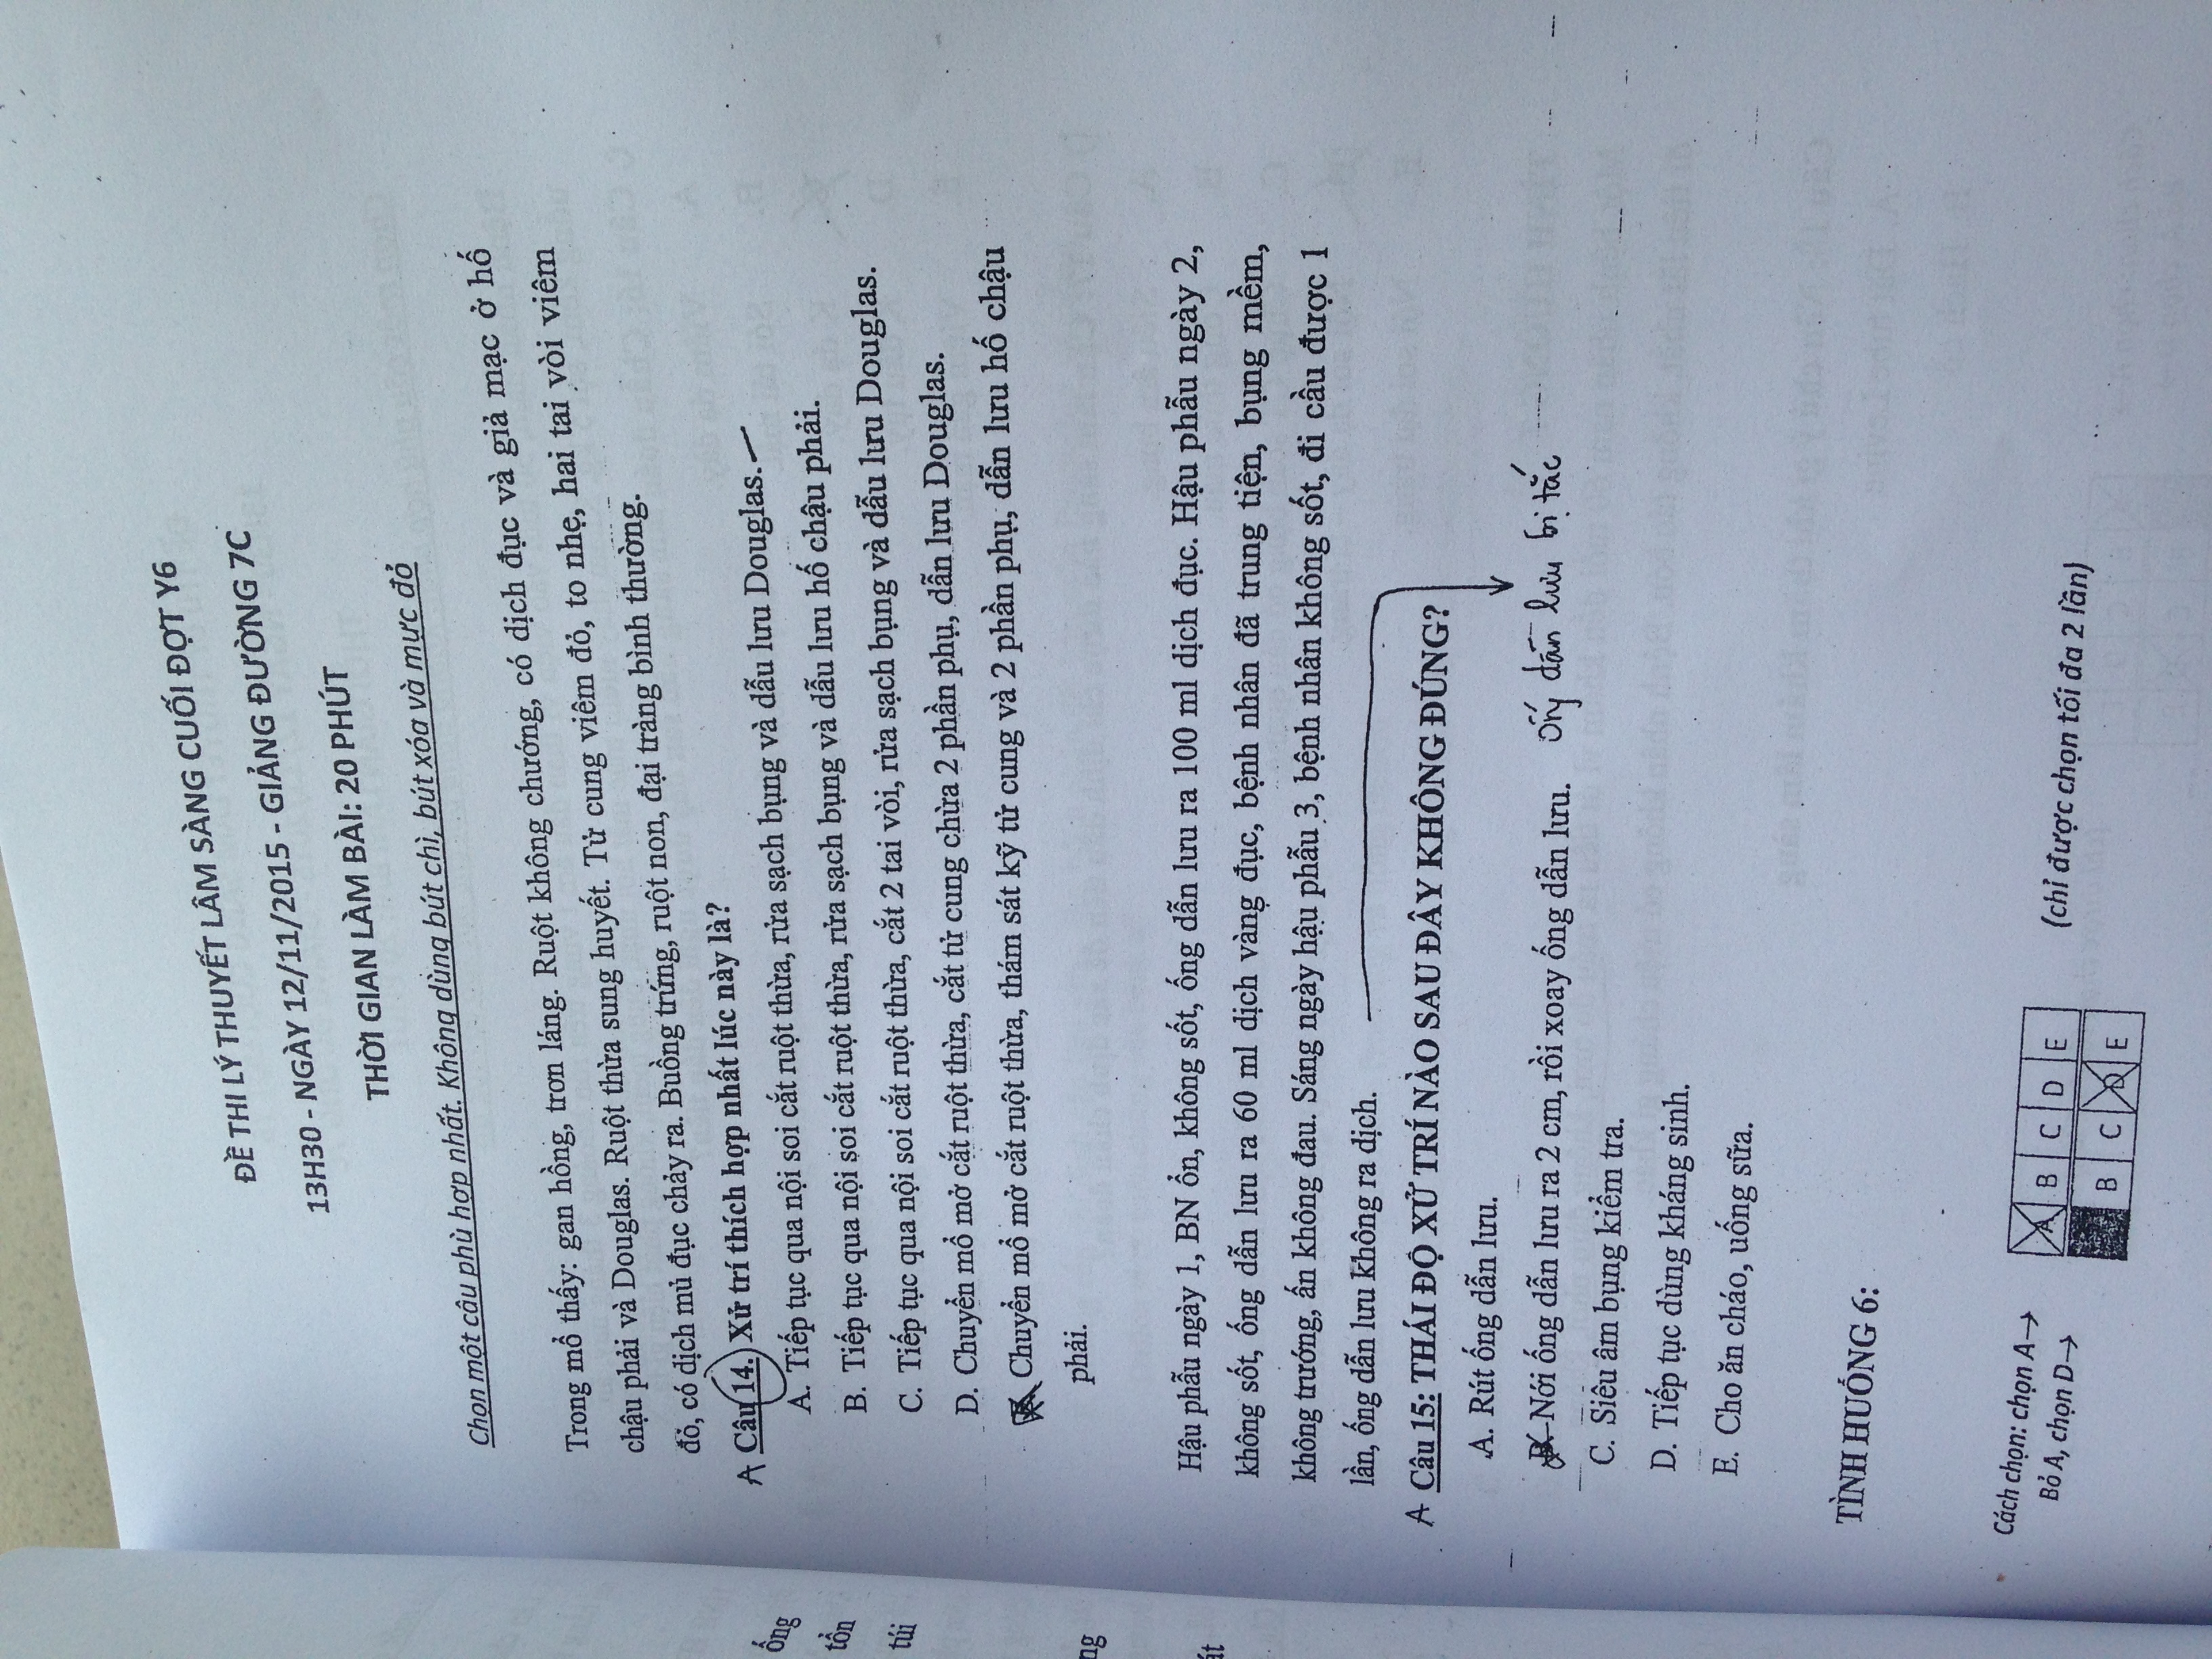 ĐỀ THI LÝ THUYẾT LÂM SÀNG CUỐI ĐỢT Y6
13H30 - NGÀY 12/11/2015 - GIẢNG ĐƯỜNG 7C
THỜI GIAN LÀM BÀI: 20 PHÚT
Chọn một câu phù hợp nhất. Không dùng bút chì, bút xóa và mực đỏ
Trong mổ thấy: gan hồng, trơn láng. Ruột không chướng, có dịch đục và giả mạc ở hố
chậu phải và Douglas. Ruột thừa sung huyết. Tử cung viêm đỏ, to nhẹ, hai tai vòi viêm
đỏ, có dịch mủ đục chảy ra. Buồng trứng, ruột non, đại tràng bình thường.
A Câu 14. Xử trí thích hợp nhất lúc này là?
A. Tiếp tục qua nội soi cắt ruột thừa, rửa sạch bụng và dẫu lưu Douglas.
B. Tiếp tục qua nội soi cắt ruột thừa, rửa sạch bụng và dẫu lưu hố chậu phải.
C. Tiếp tục qua nội soi cắt ruột thừa, cắt 2 tai vòi, rửa sạch bụng và dẫu lưu Douglas.
D. Chuyển mổ mở cắt ruột thừa, cắt tử cung chừa 2 phần phụ, dẫn lưu Douglas.
Chuyển mổ mở cắt ruột thừa, thám sát kỹ tử cung và 2 phần phụ, dẫn lưu hố chậu
phải.
Hậu phẫu ngày 1, BN ổn, không sốt, ống dẫn lưu ra 100 ml dịch đục. Hậu phẫu ngày 2,
không sốt, ống dẫn lưu ra 60 ml dịch vàng đục, bệnh nhân đã trung tiện, bụng mềm,
không trướng, ấn không đau. Sáng ngày hậu phẫu 3, bệnh nhân không sốt, đi cầu được 1
lần, ống dẫn lưu không ra dịch.
A Câu 15: THÁI ĐỘ XỬ TRÍ NÀO SAU ĐÂY KHÔNG ĐÚNG?
A. Rút ống dẫn lưu.
B. Nới ống dẫn lưu ra 2 cm, rồi xoay ống dẫn lưu. ống dẫn lưu bị tắc
C. Siêu âm bụng kiểm tra.
D. Tiếp tục dùng kháng sinh.
E. Cho ăn cháo, uống sữa.
TÌNH HUỐNG 6:
Cách chọn: chọn A→ A B C D E
Bỏ A, chọn D→ B C D E (chỉ được chọn tối đa 2 lần)
ống
tồn
túi
ng
át